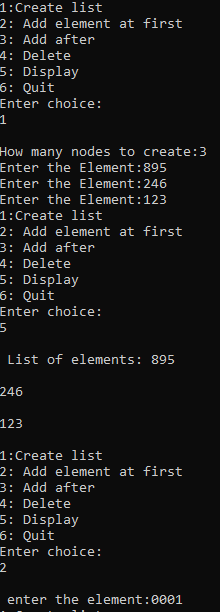 1:Create list
2: Add element at first
3: Add after
4: Delete
5: Display
6: Quit
Enter choice:
1
How many nodes to create:3
Enter the Element:895
Enter the Element:246
Enter the Element:123
1:Create list
2: Add element at first
3: Add after
4: Delete
5: Display
6: Quit
Enter choice:
5
List of elements: 895
246
123
1:Create list
2: Add element at first
3: Add after
4: Delete
5: Display
6: Quit
Enter choice:
2
enter the element:0001